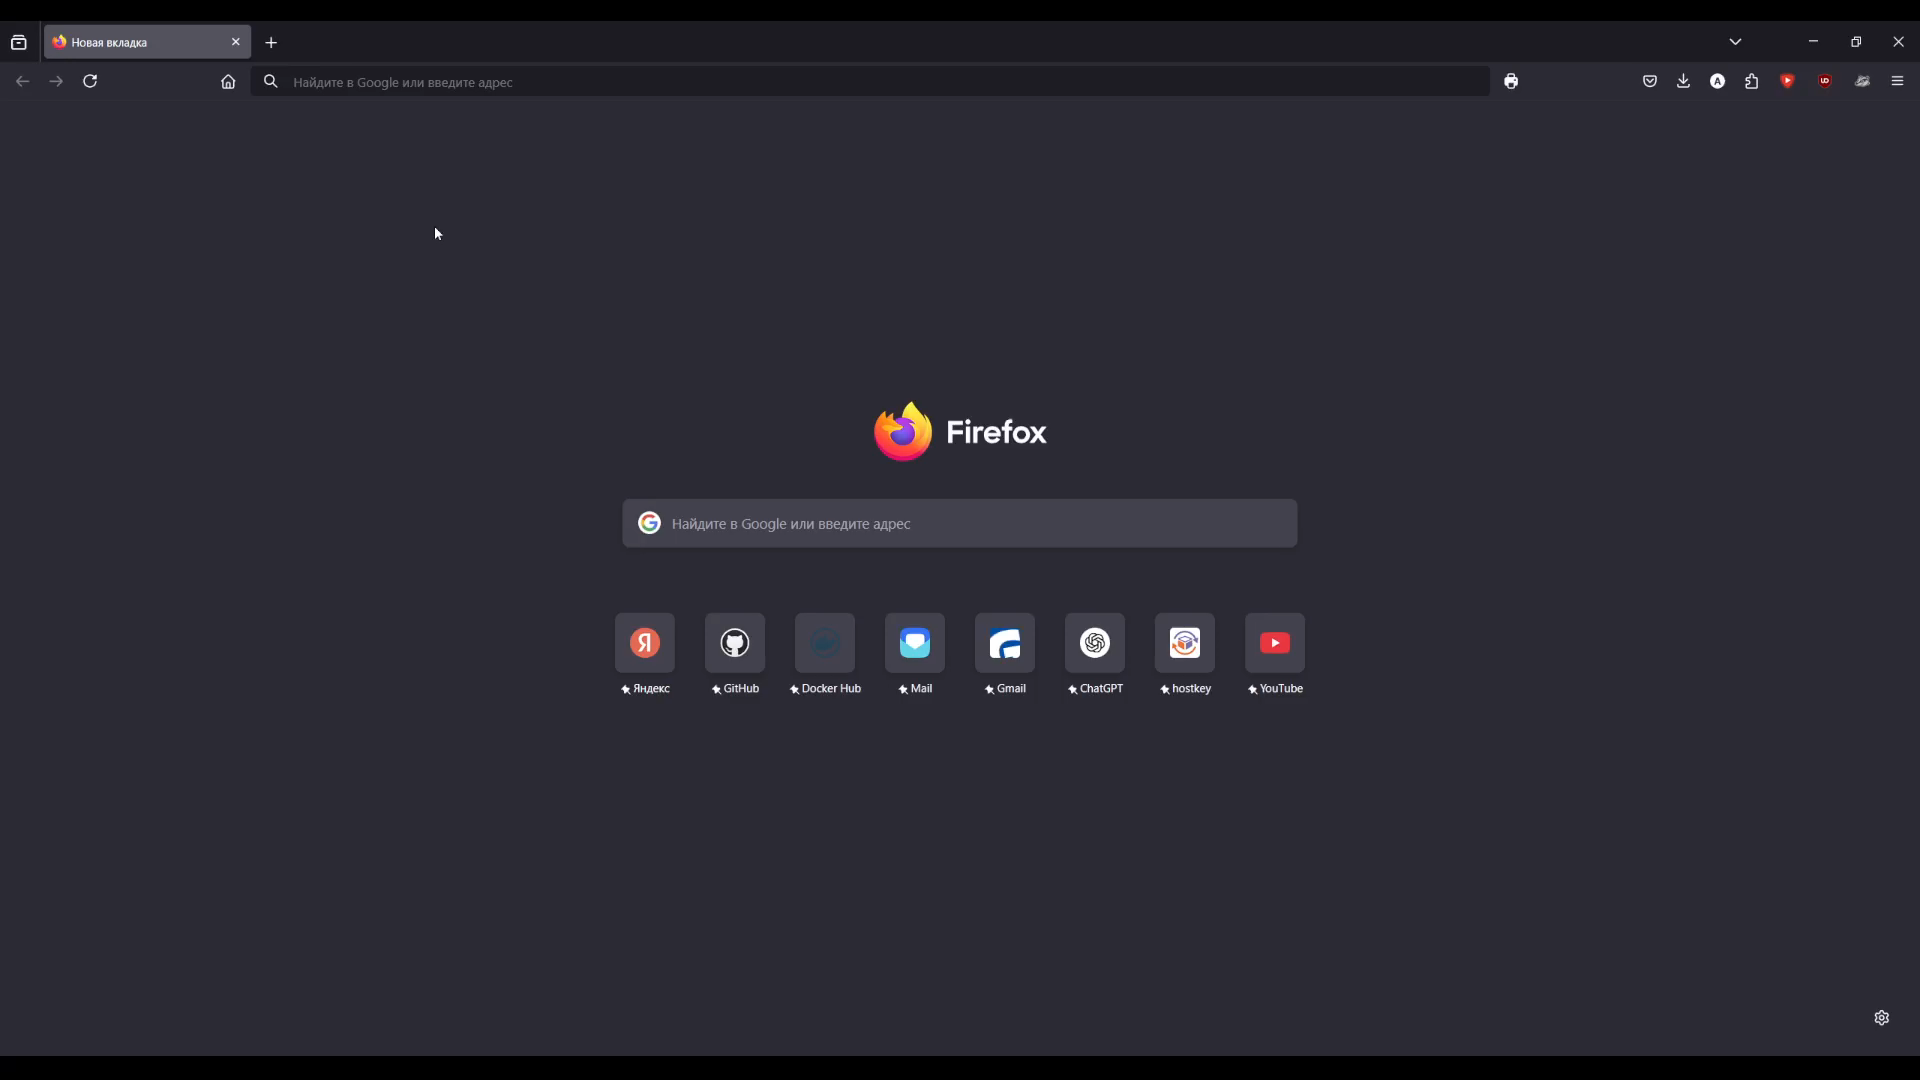 Новая вкладка
Найдите в Google или введите адрес
Firefox
Найдите в Google или введите адрес
Яндекс GitHub Docker Hub Mail Gmail ChatGPT hostkey YouTube